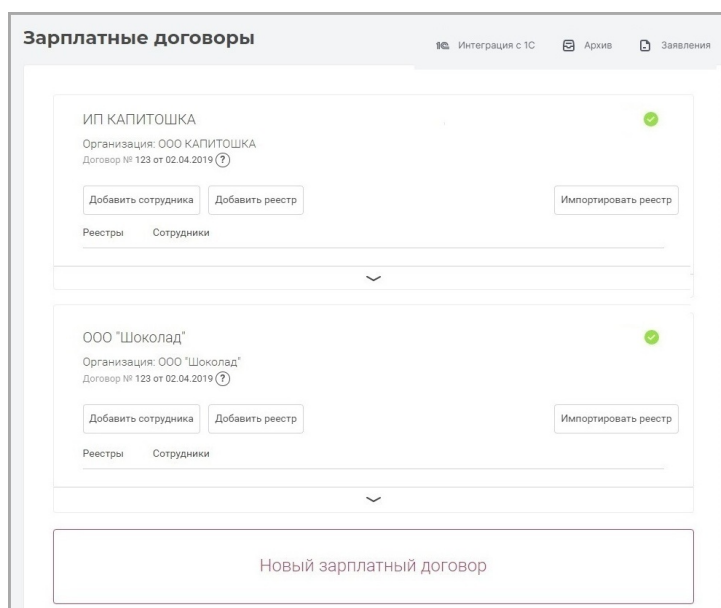 Зарплатные договоры
1С Интеграция с 1С Архив Заявления
ИП КАПИТОШКА
Организация: ООО КАПИТОШКА
Договор № 123 от 02.04.2019 ?
Добавить сотрудника Добавить реестр Импортировать реестр
Реестры Сотрудники
ООО "Шоколад"
Организация: ООО "Шоколад"
Договор № 123 от 02.04.2019 ?
Добавить сотрудника Добавить реестр Импортировать реестр
Реестры Сотрудники
Новый зарплатный договор